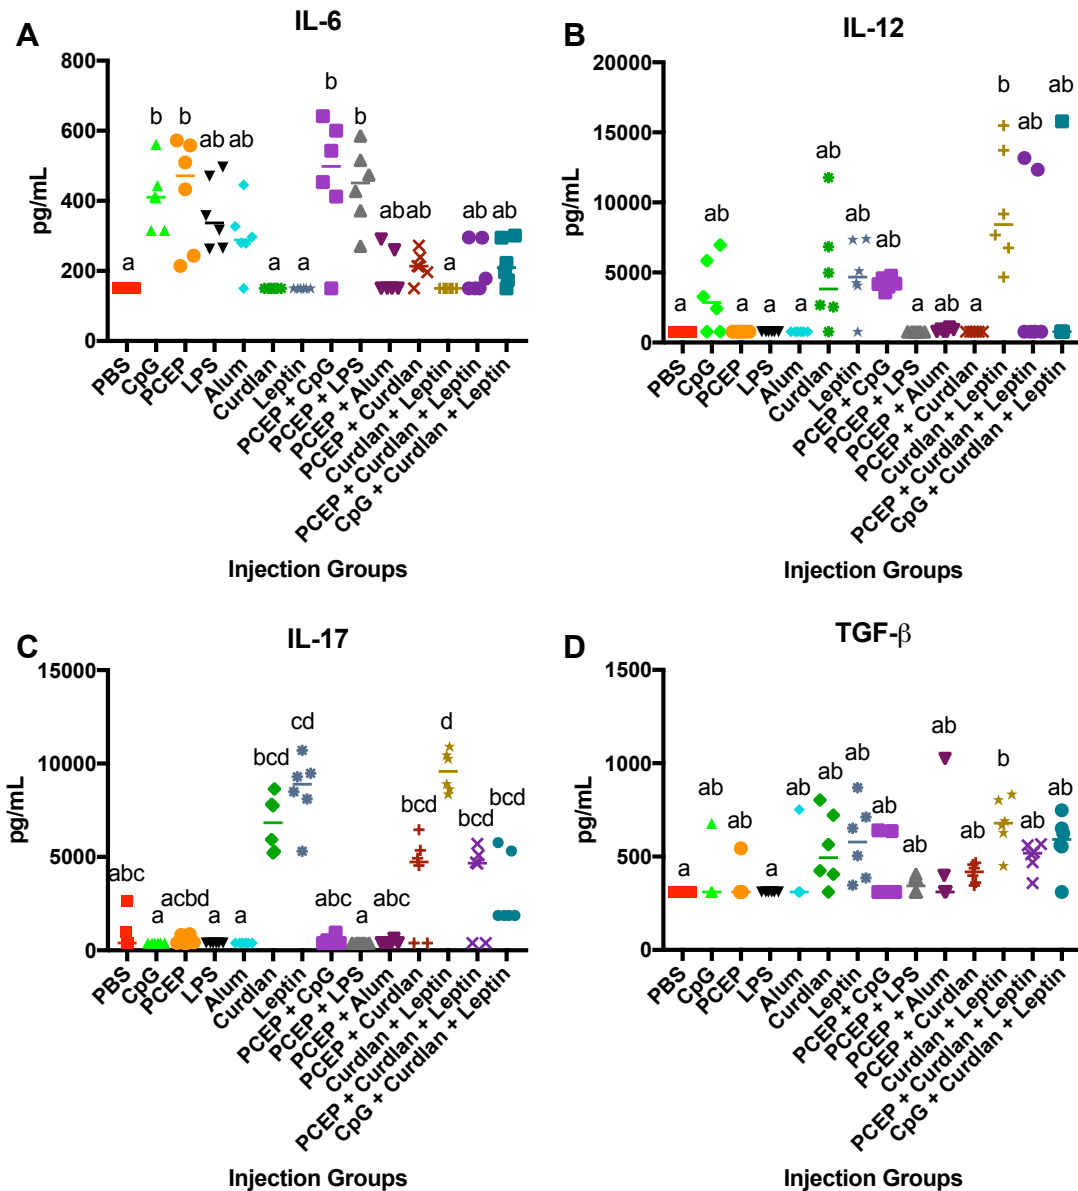 A
IL-6
pg/mL
800
600
400
200
0
a
b
b
ab
ab
a
a
b
b
ab
ab
a
ab
ab
PBS
CpG
PCEP
LPS
Alum
Curdlan
Leptin
PCEP + CpG
PCEP + LPS
PCEP + Alum
PCEP + Curdlan
Curdlan + Leptin
PCEP + Curdlan + Leptin
CpG + Curdlan + Leptin
Injection Groups
B
IL-12
pg/mL
20000
15000
10000
5000
0
a
ab
a
a
a
ab
ab
ab
a
ab
a
b
ab
ab
PBS
CpG
PCEP
LPS
Alum
Curdlan
Leptin
PCEP + CpG
PCEP + LPS
PCEP + Alum
PCEP + Curdlan
Curdlan + Leptin
PCEP + Curdlan + Leptin
CpG + Curdlan + Leptin
Injection Groups
C
IL-17
pg/mL
15000
10000
5000
0
abc
a
acbd
a
a
bcd
cd
abc
a
abc
bcd
d
bcd
bcd
PBS
CpG
PCEP
LPS
Alum
Curdlan
Leptin
PCEP + CpG
PCEP + LPS
PCEP + Alum
PCEP + Curdlan
Curdlan + Leptin
PCEP + Curdlan + Leptin
CpG + Curdlan + Leptin
Injection Groups
D
TGF-β
pg/mL
1500
1000
500
0
a
ab
ab
a
ab
ab
ab
ab
ab
ab
ab
b
ab
ab
PBS
CpG
PCEP
LPS
Alum
Curdlan
Leptin
PCEP + CpG
PCEP + LPS
PCEP + Alum
PCEP + Curdlan
Curdlan + Leptin
PCEP + Curdlan + Leptin
CpG + Curdlan + Leptin
Injection Groups